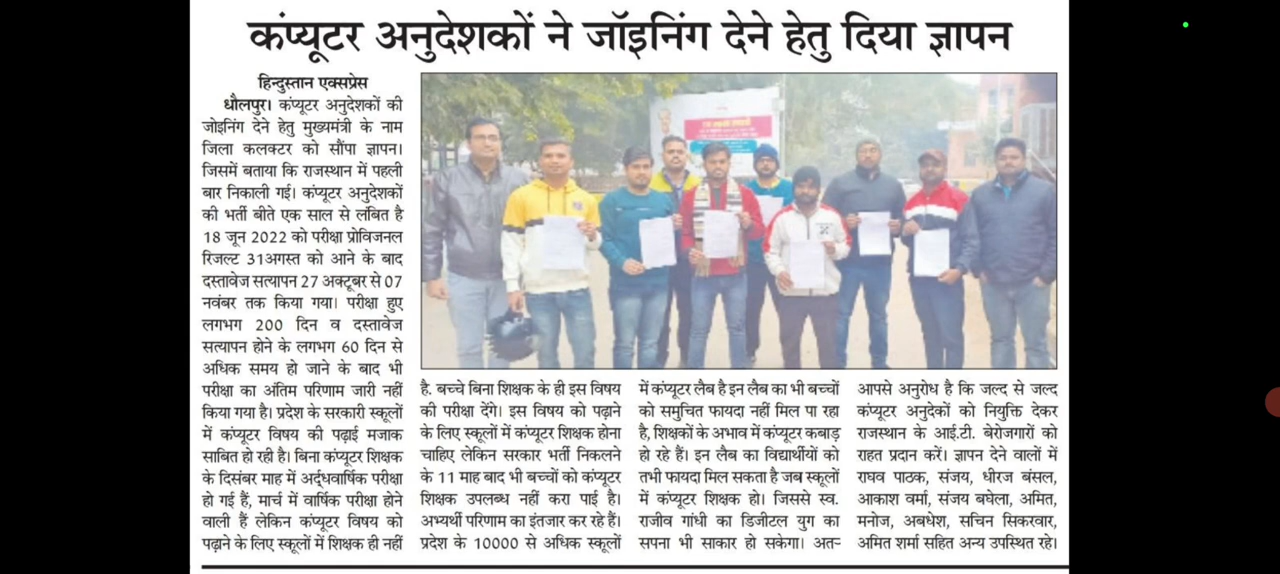 कंप्यूटर अनुदेशकों ने जॉइनिंग देने हेतु दिया ज्ञापन
हिन्दुस्तान एक्सप्रेस
धौलपुर। कंप्यूटर अनुदेशकों की
जोइनिंग देने हेतु मुख्यमंत्री के नाम
जिला कलक्टर को सौंपा ज्ञापन।
जिसमें बताया कि राजस्थान में पहली
बार निकाली गई। कंप्यूटर अनुदेशकों
की भर्ती बीते एक साल से लंबित है
18 जून 2022 को परीक्षा प्रोविजनल
रिजल्ट 31अगस्त को आने के बाद
दस्तावेज सत्यापन 27 अक्टूबर से 07
नवंबर तक किया गया। परीक्षा हुए
लगभग 200 दिन व दस्तावेज
सत्यापन होने के लगभग 60 दिन से
अधिक समय हो जाने के बाद भी
परीक्षा का अंतिम परिणाम जारी नहीं
किया गया है। प्रदेश के सरकारी स्कूलों
में कंप्यूटर विषय की पढ़ाई मजाक
साबित हो रही है। बिना कंप्यूटर शिक्षक
के दिसंबर माह में अर्द्धवार्षिक परीक्षा
हो गई हैं, मार्च में वार्षिक परीक्षा होने
वाली हैं लेकिन कंप्यूटर विषय को
पढ़ाने के लिए स्कूलों में शिक्षक ही नहीं
है. बच्चे बिना शिक्षक के ही इस विषय
की परीक्षा देंगे। इस विषय को पढ़ाने
के लिए स्कूलों में कंप्यूटर शिक्षक होना
चाहिए लेकिन सरकार भर्ती निकलने
के 11 माह बाद भी बच्चों को कंप्यूटर
शिक्षक उपलब्ध नहीं करा पाई है।
अभ्यर्थी परिणाम का इंतजार कर रहे हैं।
प्रदेश के 10000 से अधिक स्कूलों
में कंप्यूटर लैब है इन लैब का भी बच्चों
को समुचित फायदा नहीं मिल पा रहा
है, शिक्षकों के अभाव में कंप्यूटर कबाड़
हो रहे हैं। इन लैब का विद्यार्थीयों को
तभी फायदा मिल सकता है जब स्कूलों
में कंप्यूटर शिक्षक हो। जिससे स्व.
राजीव गांधी का डिजीटल युग का
सपना भी साकार हो सकेगा। अतः
आपसे अनुरोध है कि जल्द से जल्द
कंप्यूटर अनुदेकों को नियुक्ति देकर
राजस्थान के आई.टी. बेरोजगारों को
राहत प्रदान करें। ज्ञापन देने वालों में
राघव पाठक, संजय, धीरज बंसल,
आकाश वर्मा, संजय बघेला, अमित,
मनोज, अबधेश, सचिन सिकरवार,
अमित शर्मा सहित अन्य उपस्थित रहे।